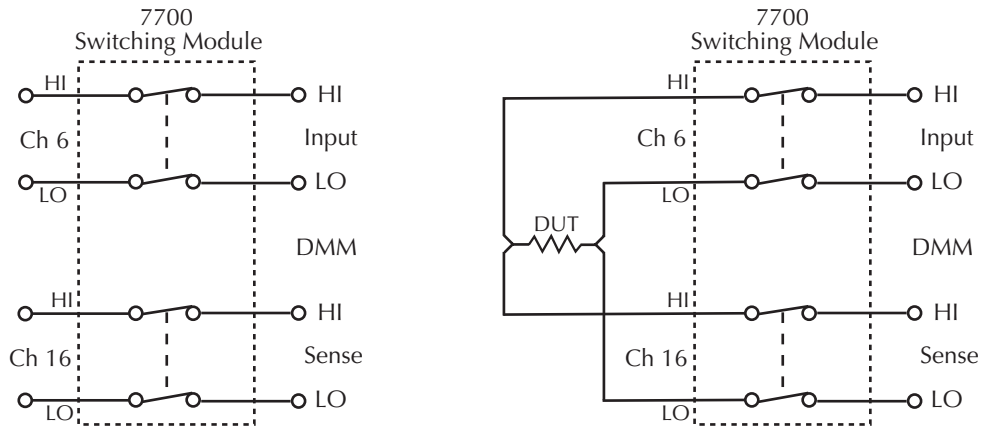 7700
Switching Module
HI
HI
Ch 6
Input
LO
LO
DMM
HI
HI
Ch 16
Sense
LO
LO
7700
Switching Module
HI
HI
Ch 6
Input
LO
LO
DUT
DMM
HI
HI
Ch 16
Sense
LO
LO